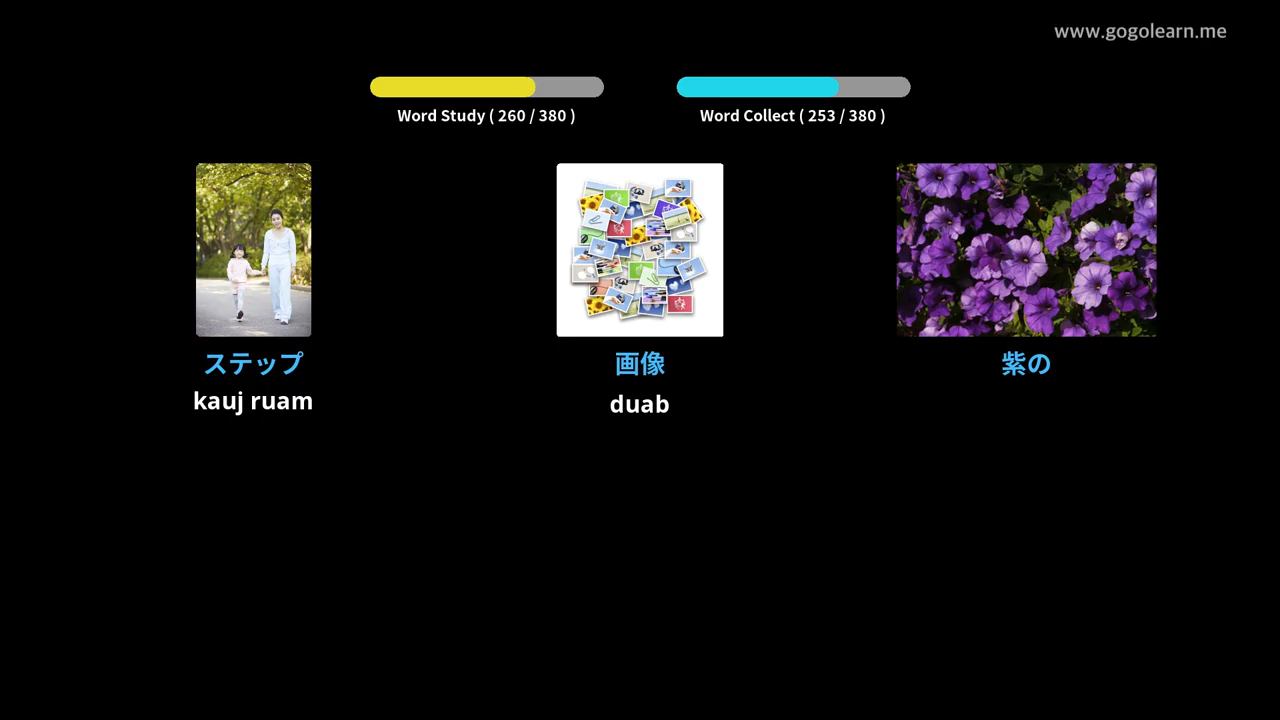 www.gogolearn.me
Word Study ( 260 / 380 )
Word Collect ( 253 / 380 )
ステップ
画像
紫の
kauj ruam
duab